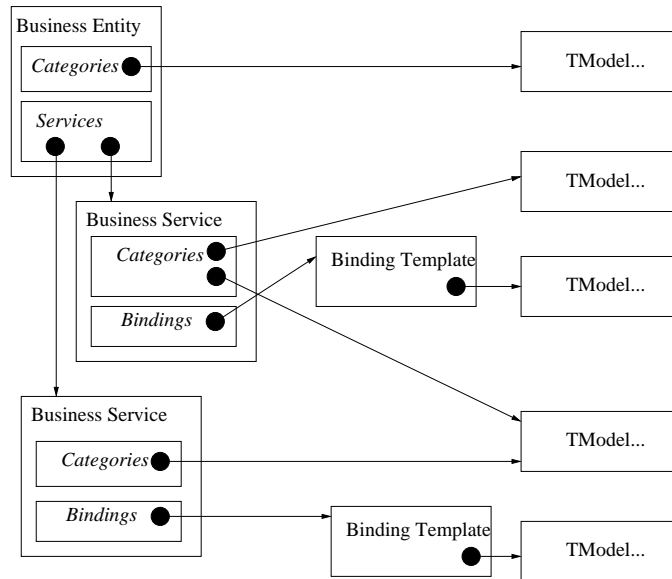 Business Entity
Categories
TModel...
Services
TModel...
Business Service
Categories
Binding Template
TModel...
Bindings
Business Service
TModel...
Categories
Bindings
Binding Template
TModel...